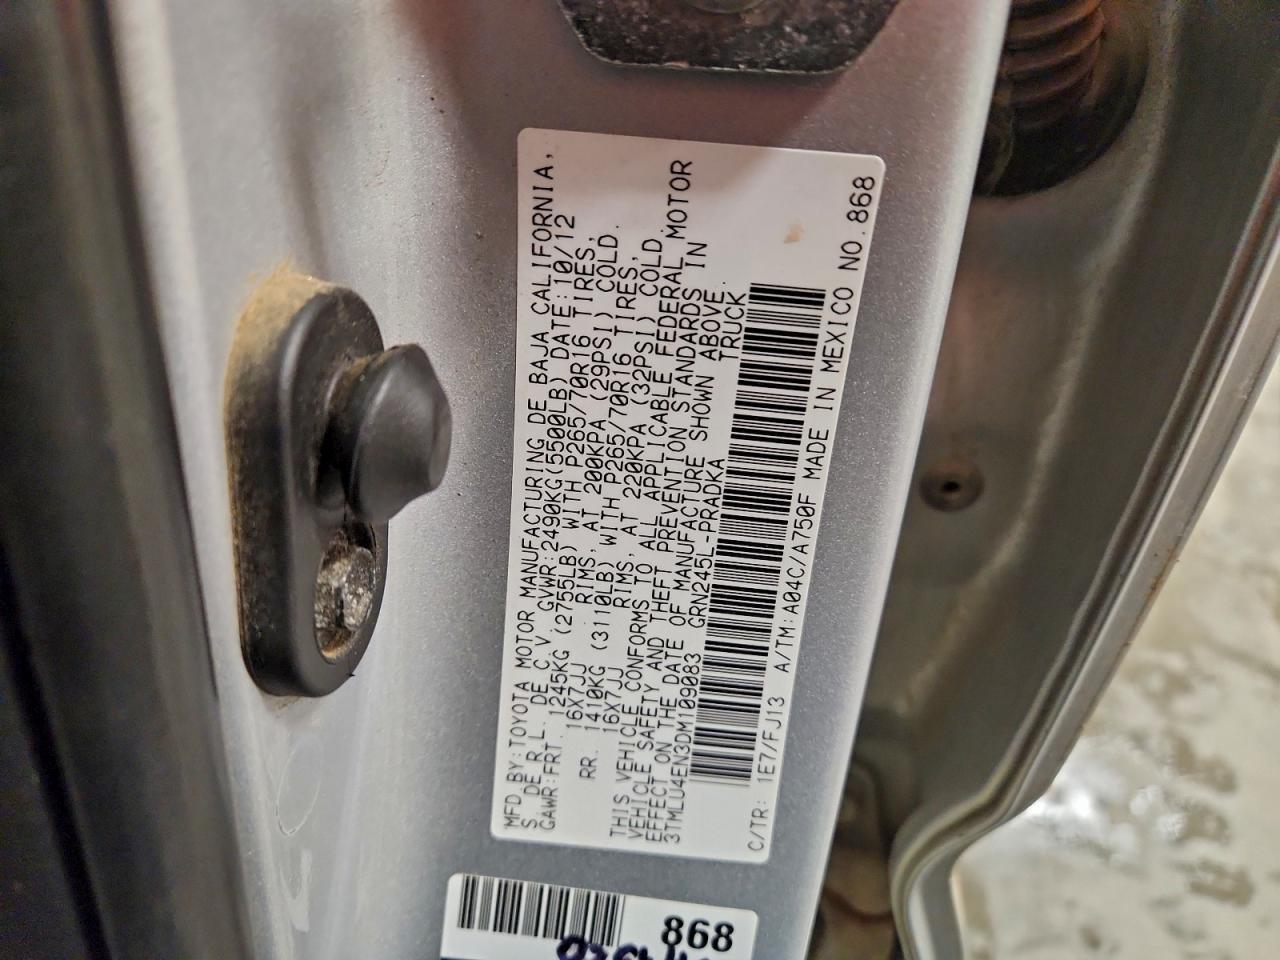 MFD.BY:TOYOTA MOTOR MANUFACTURING DE BAJA CALIFORNIA,
S. DE R.L. DE C.V. GVWR:2490KG(5500LB) DATE:10/12
GAWR:FRT. 1245KG (2755LB) WITH P265/70R16 TIRES,
16X7JJ RIMS, AT 200KPA (29PSI) COLD.
RR. 1410KG (3110LB) WITH P265/70R16 TIRES,
16X7JJ RIMS, AT 220KPA (32PSI) COLD.
THIS VEHICLE CONFORMS TO ALL APPLICABLE FEDERAL MOTOR
VEHICLE SAFETY AND THEFT PREVENTION STANDARDS IN
EFFECT ON THE DATE OF MANUFACTURE SHOWN ABOVE.
3TMLU4EN3DM109083 GRN245L-PRADKA TRUCK
C/TR: 1E7/FJ13 A/TM:A04C/A750F MADE IN MEXICO NO.868
868